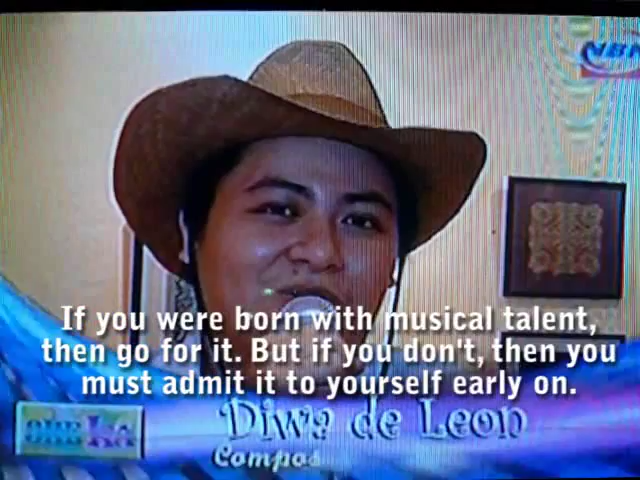 NBN
If you were born with musical talent,
then go for it. But if you don't, then you
must admit it to yourself early on.
Diwa de Leon